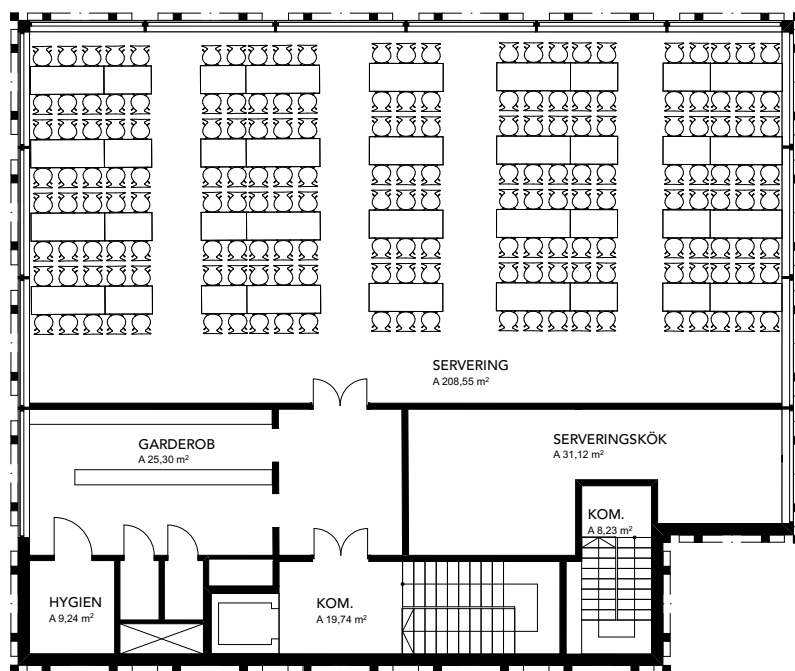 SERVERING
A 208,55 m²
GARDEROB
A 25,30 m²
SERVERINGSKÖK
A 31,12 m²
KOM.
A 8,23 m²
HYGIEN
A 9,24 m²
KOM.
A 19,74 m²